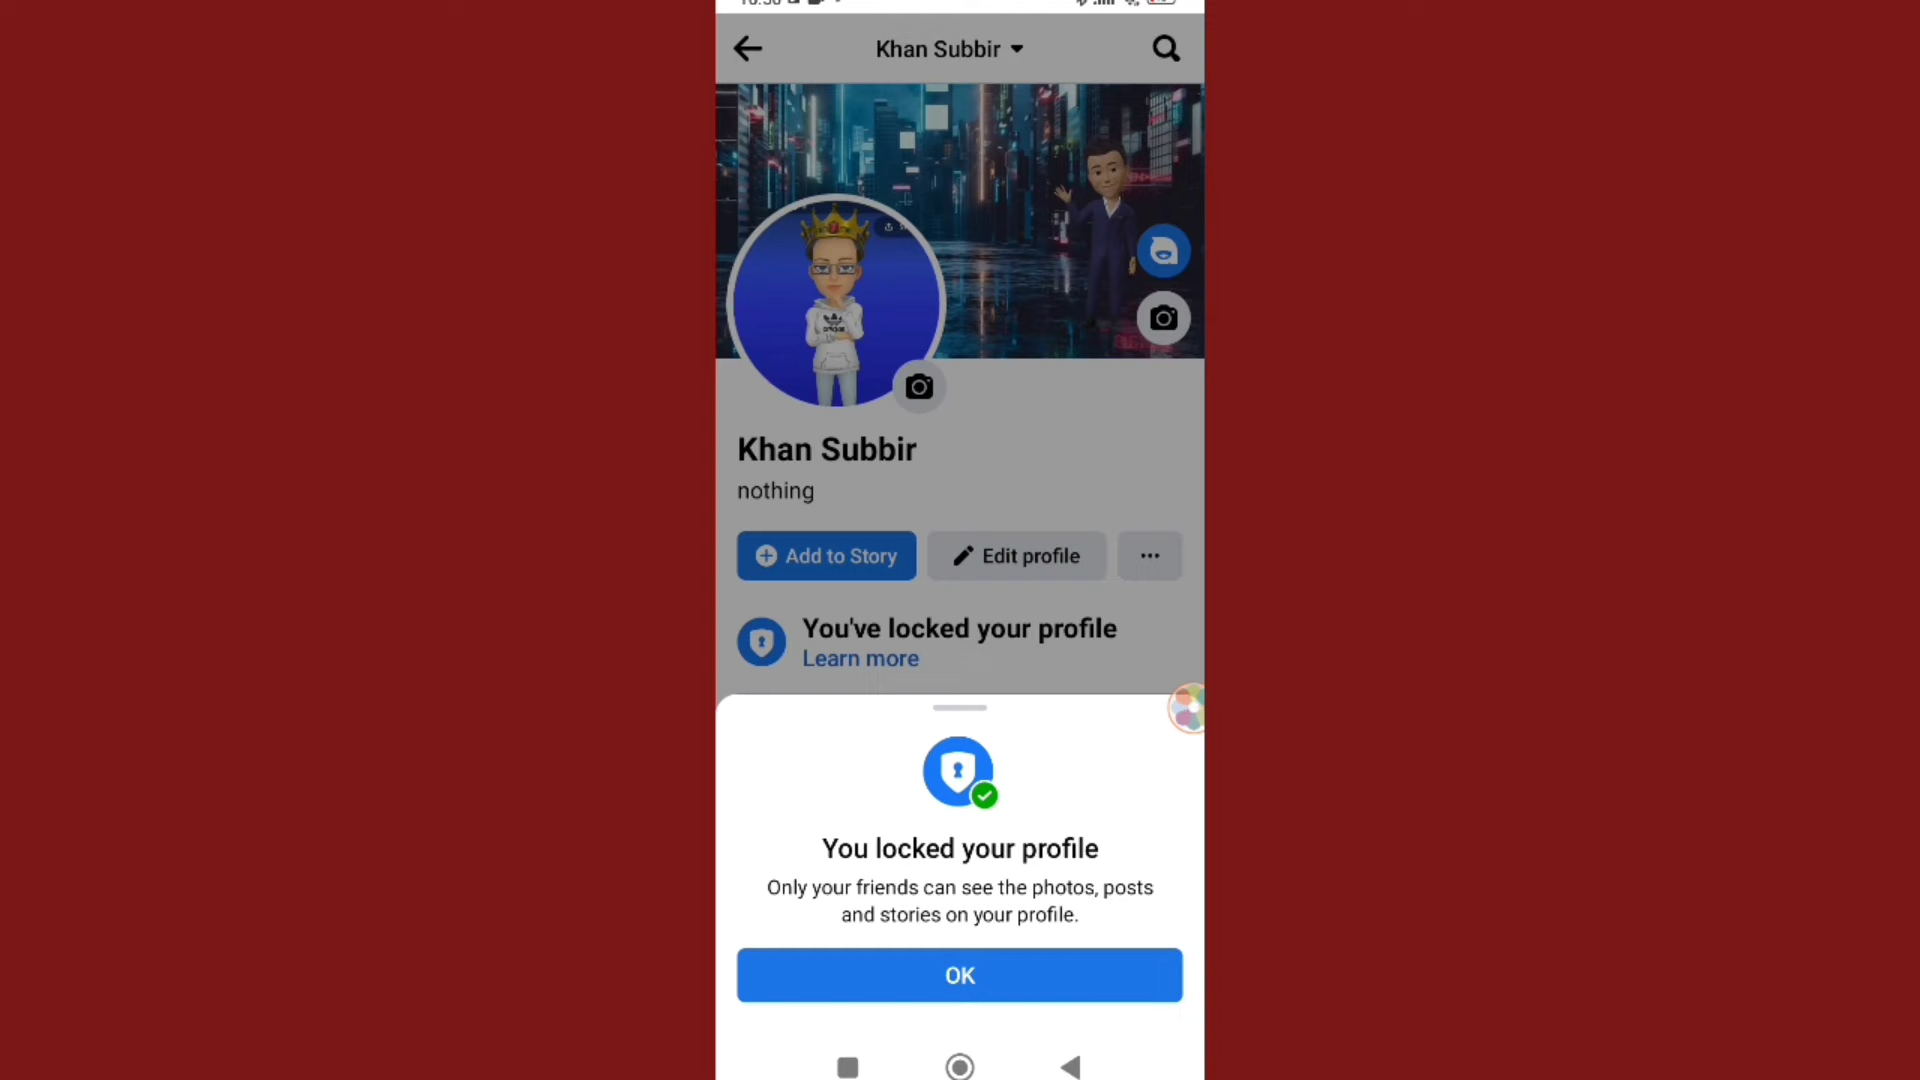 Khan Subbir
Khan Subbir
nothing
Add to Story
Edit profile
You've locked your profile
Learn more
You locked your profile
Only your friends can see the photos, posts
and stories on your profile.
OK